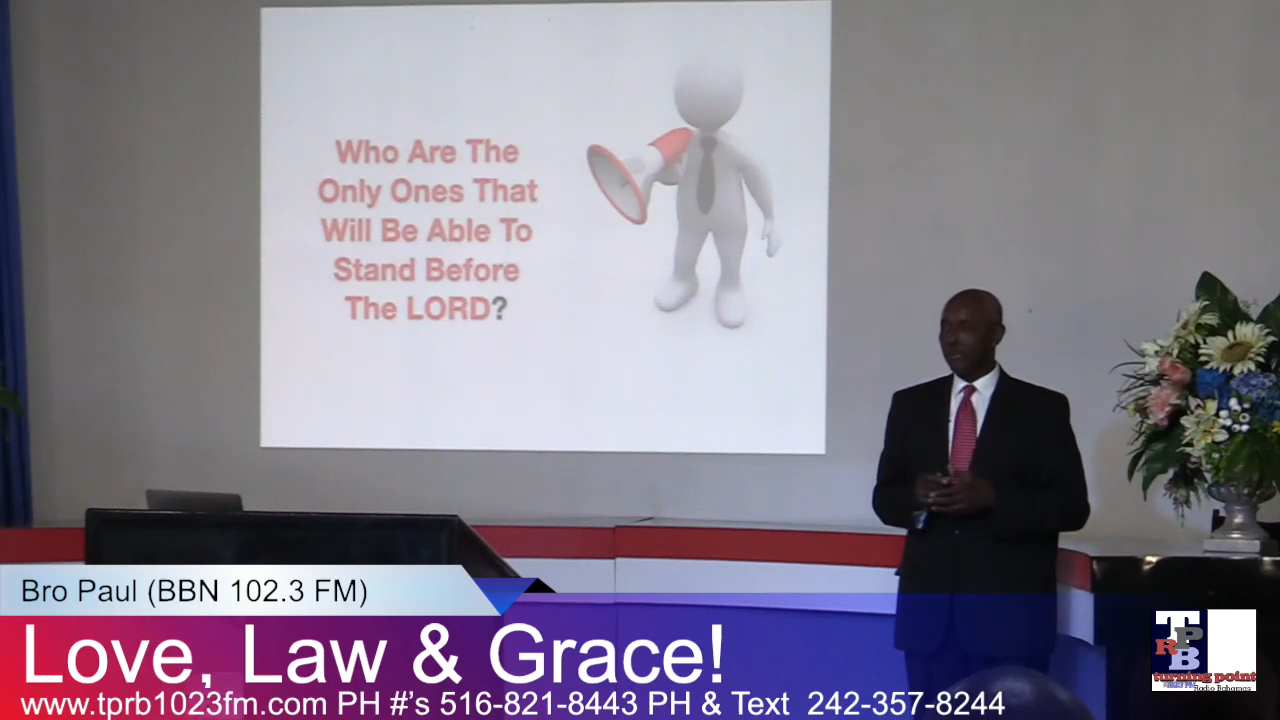 Who Are The
Only Ones That
Will Be Able To
Stand Before
The LORD?
Bro Paul (BBN 102.3 FM)
Love, Law & Grace!
www.tprb1023fm.com PH #'s 516-821-8443 PH & Text 242-357-8244
T
RP
B
turning point
Radio Bahamas